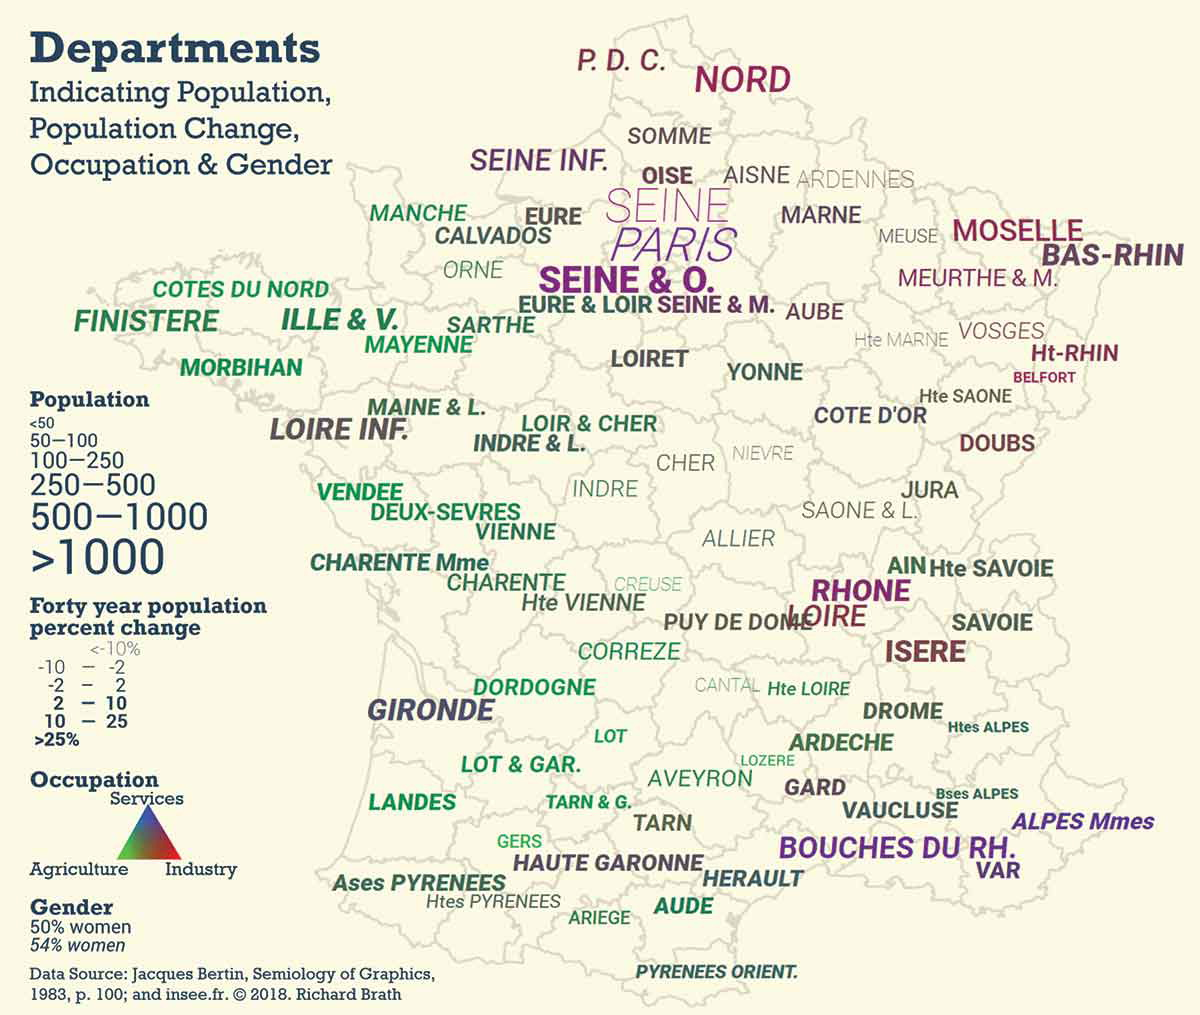 Departments
Indicating Population,
Population Change,
Occupation & Gender
P. D. C.
NORD
SOMME
SEINE INF.
OISE
AISNE
ARDENNES
SEINE
MANCHE
EURE
MARNE
CALVADOS
PARIS
MEUSE
MOSELLE
BAS-RHIN
ORNE
SEINE & O.
MEURTHE & M.
COTES DU NORD
EURE & LOIR
SEINE & M.
AUBE
FINISTERE
ILLE & V.
SARTHE
VOSGES
MAYENNE
Hte MARNE
Ht-RHIN
LOIRET
MORBIHAN
YONNE
BELFORT
Hte SAONE
MAINE & L.
COTE D'OR
LOIR & CHER
LOIRE INF.
INDRE & L.
DOUBS
NIEVRE
CHER
VENDEE
INDRE
JURA
DEUX-SEVRES
SAONE & L.
VIENNE
ALLIER
CHARENTE Mme
AIN
Hte SAVOIE
CHARENTE
CREUSE
RHONE
Hte VIENNE
LOIRE
PUY DE DOME
SAVOIE
CORREZE
ISERE
DORDOGNE
CANTAL
Hte LOIRE
GIRONDE
DROME
Htes ALPES
LOT
ARDECHE
LOT & GAR.
LOZERE
AVEYRON
GARD
Bses ALPES
LANDES
TARN & G.
VAUCLUSE
TARN
ALPES Mmes
GERS
BOUCHES DU RH.
HAUTE GARONNE
VAR
Ases PYRENEES
HERAULT
Htes PYRENEES
AUDE
ARIEGE
PYRENEES ORIENT.
Population
<50
50—100
100—250
250—500
500—1000
>1000
Forty year population
percent change
<-10%
-10 – -2
-2 – 2
2 – 10
10 – 25
>25%
Occupation
Services
Agriculture Industry
Gender
50% women
54% women
Data Source: Jacques Bertin, Semiology of Graphics,
1983, p. 100; and insee.fr. © 2018. Richard Brath